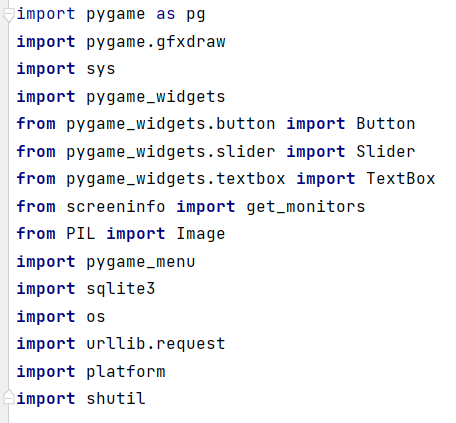 import pygame as pg
import pygame.gfxdraw
import sys
import pygame_widgets
from pygame_widgets.button import Button
from pygame_widgets.slider import Slider
from pygame_widgets.textbox import TextBox
from screeninfo import get_monitors
from PIL import Image
import pygame_menu
import sqlite3
import os
import urllib.request
import platform
import shutil